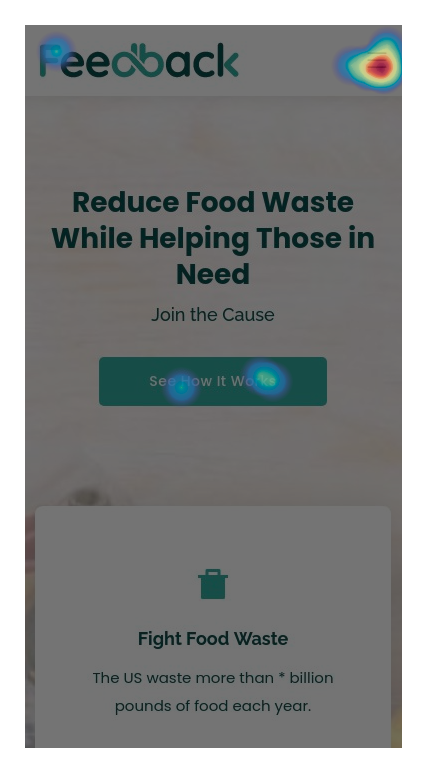 Feedback
Reduce Food Waste
While Helping Those in
Need
Join the Cause
See How It Works
Fight Food Waste
The US waste more than * billion
pounds of food each year.